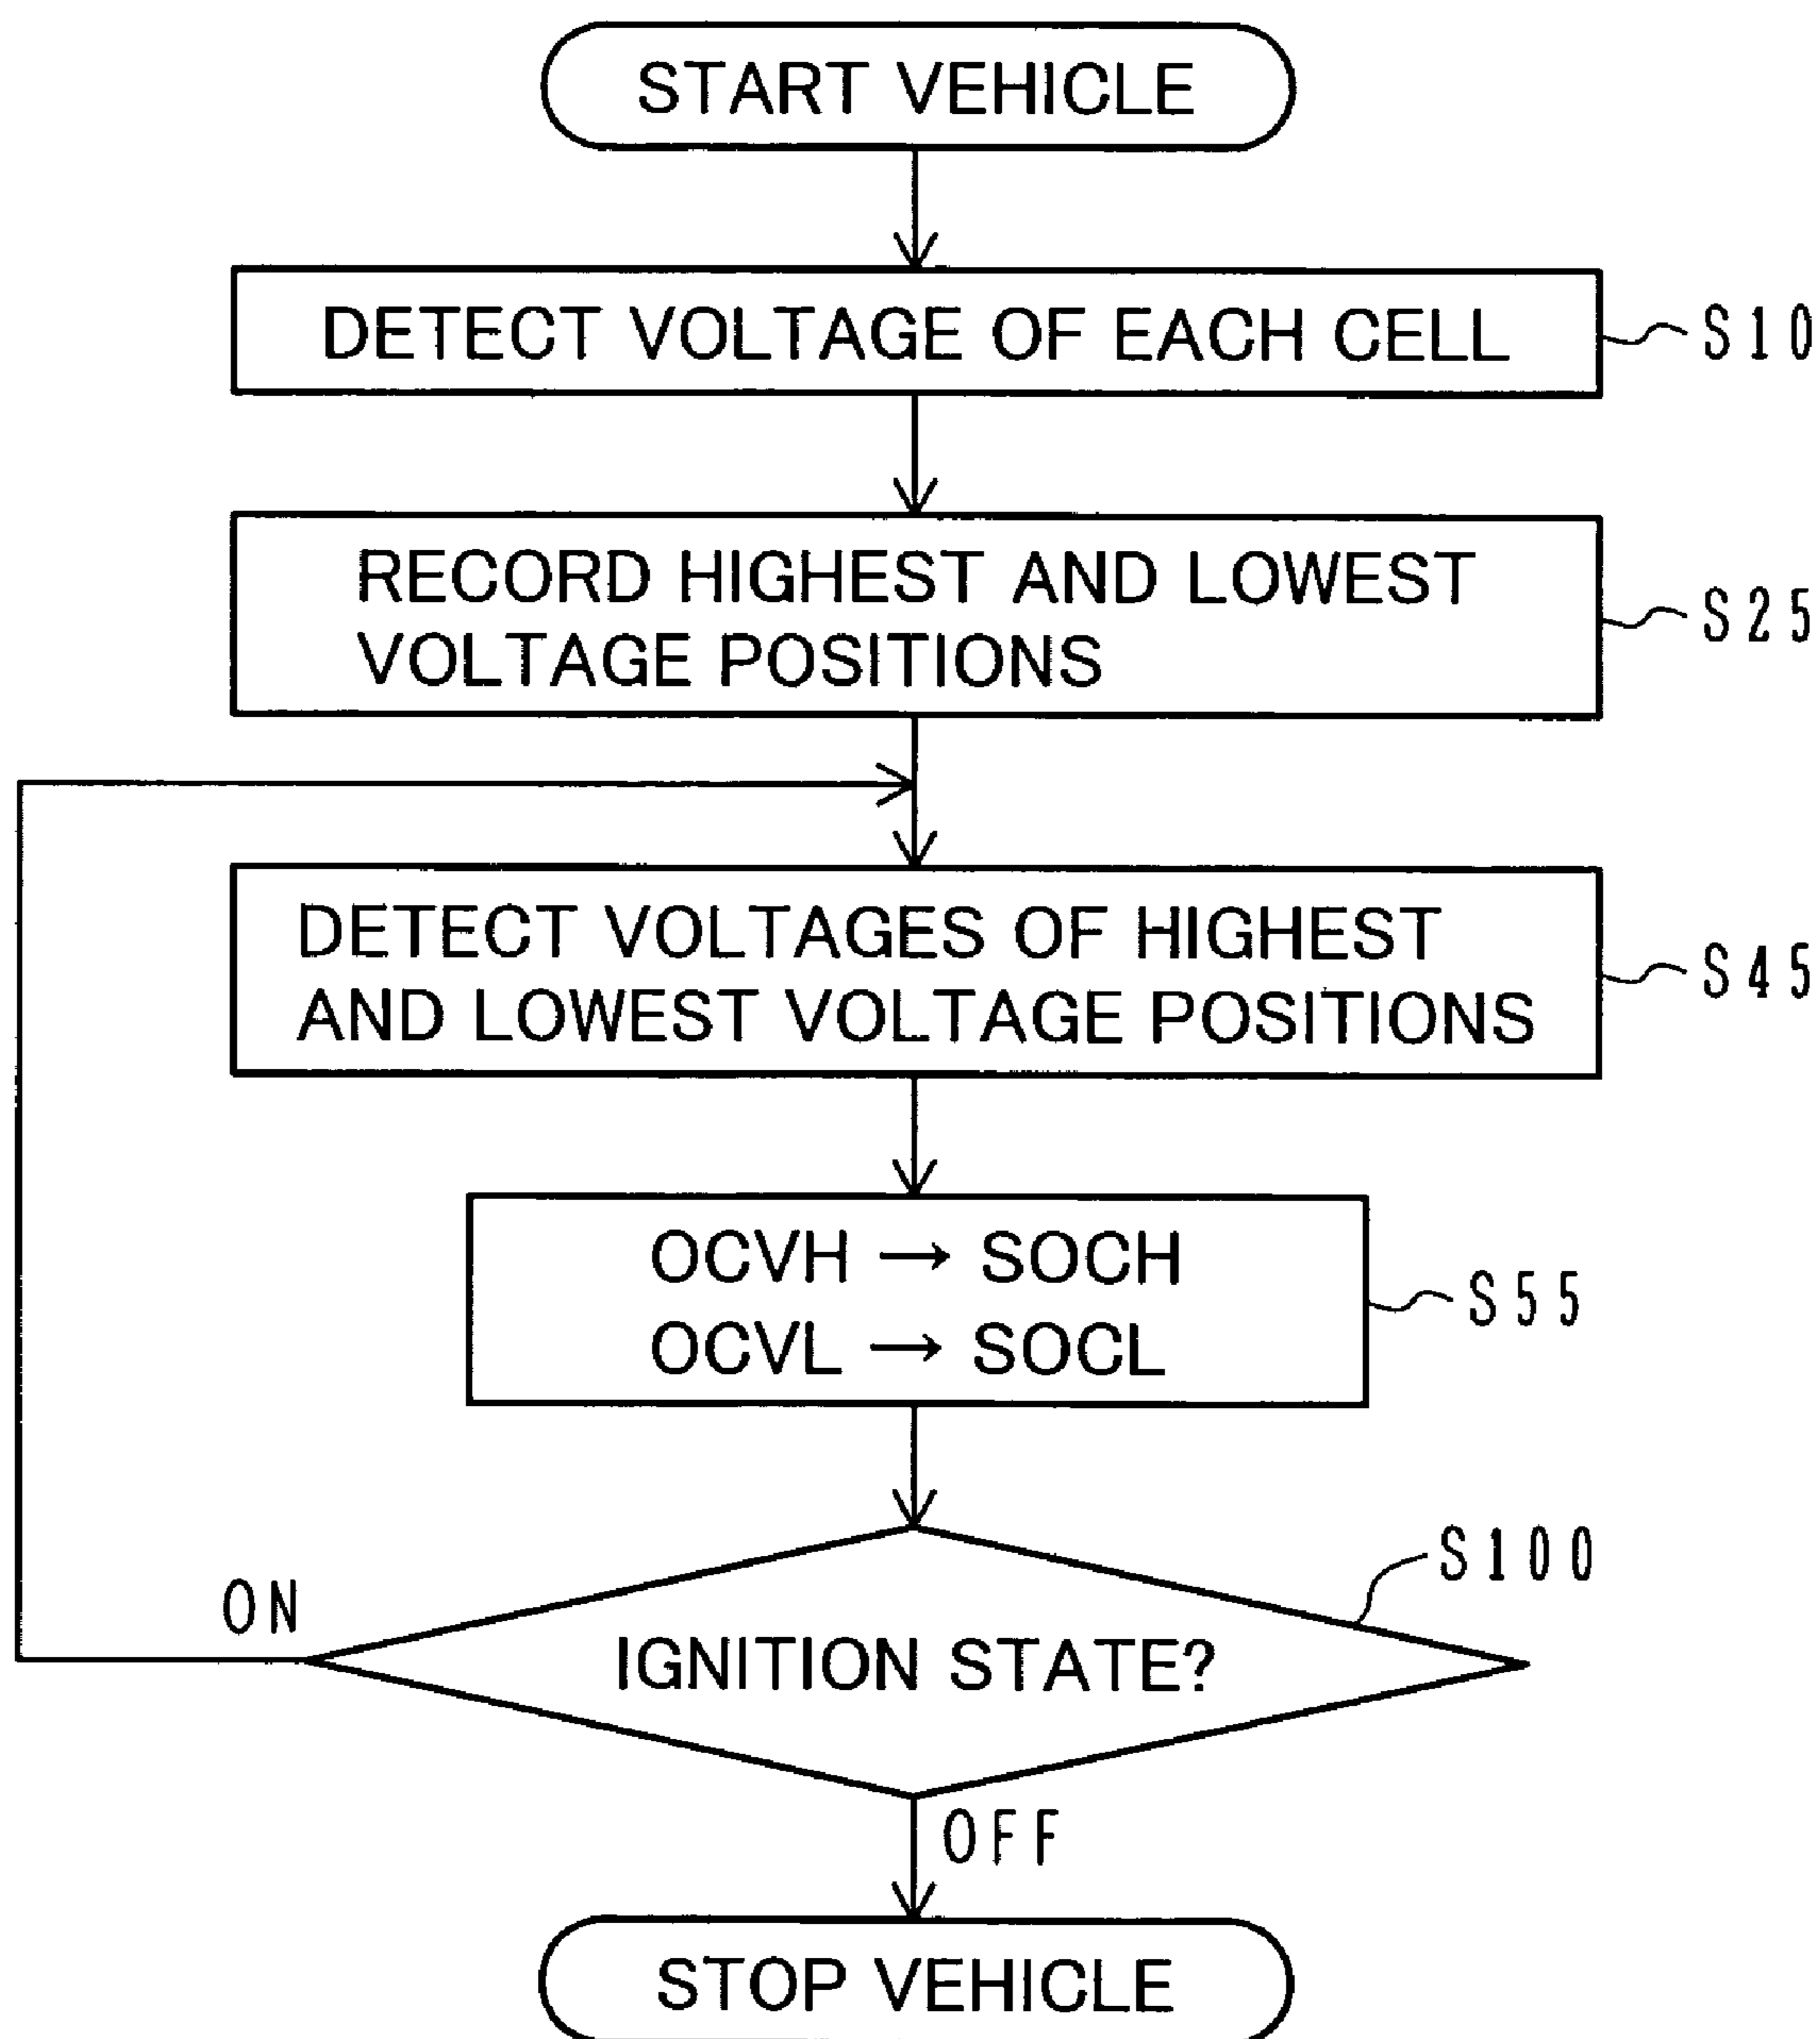 START VEHICLE
DETECT VOLTAGE OF EACH CELL
S10
RECORD HIGHEST AND LOWEST
VOLTAGE POSITIONS
S25
DETECT VOLTAGES OF HIGHEST
AND LOWEST VOLTAGE POSITIONS
S45
OCVH → SOCH
OCVL → SOCL
S55
S100
ON
IGNITION STATE?
OFF
STOP VEHICLE